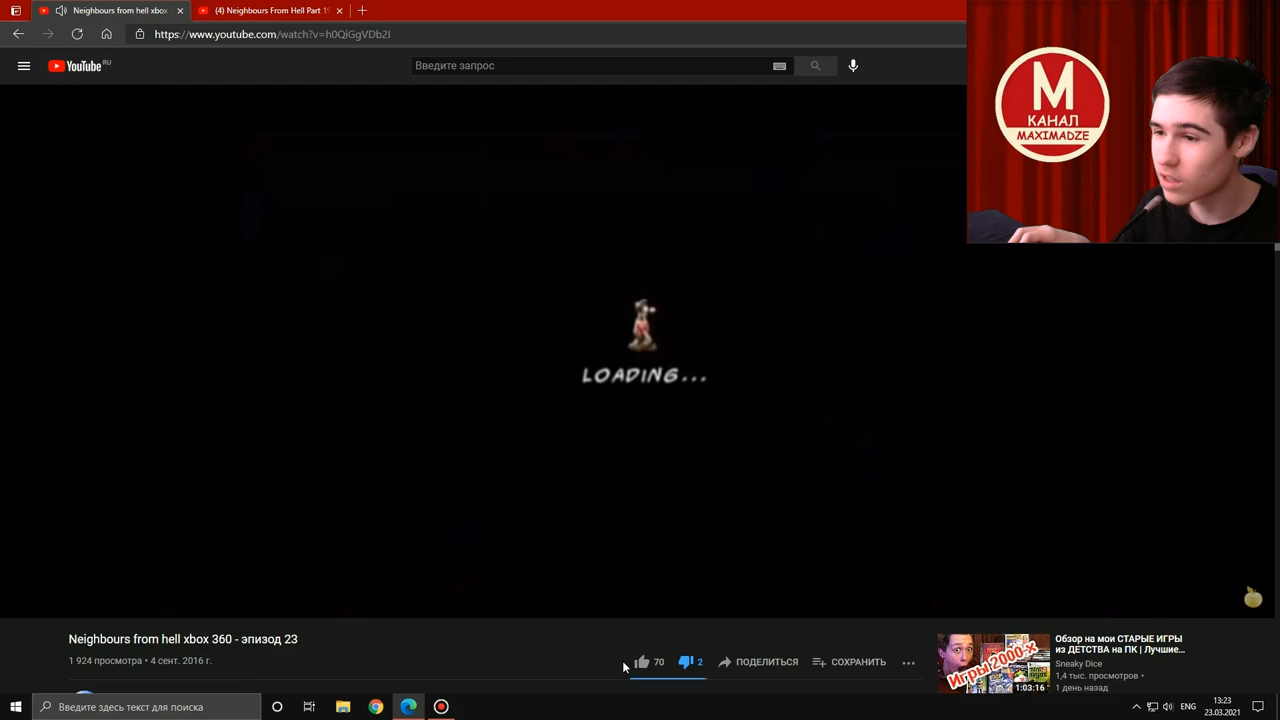 Neighbours from hell xbox
(4) Neighbours From Hell Part 1
https://www.youtube.com/watch?v=h0QiGgVDb2I
YouTube RU
Введите запрос
М
КАНАЛ
MAXIMADZE
LOADING...
Neighbours from hell xbox 360 - эпизод 23
1 924 просмотра • 4 сент. 2016 г.
70
2
ПОДЕЛИТЬСЯ
СОХРАНИТЬ
Игры 2000-х
1:03:16
Обзор на мои СТАРЫЕ ИГРЫ
из ДЕТСТВА на ПК | Лучшие...
Sneaky Dice
1,4 тыс. просмотров •
1 день назад
Введите здесь текст для поиска
ENG
13:23
23.03.2021